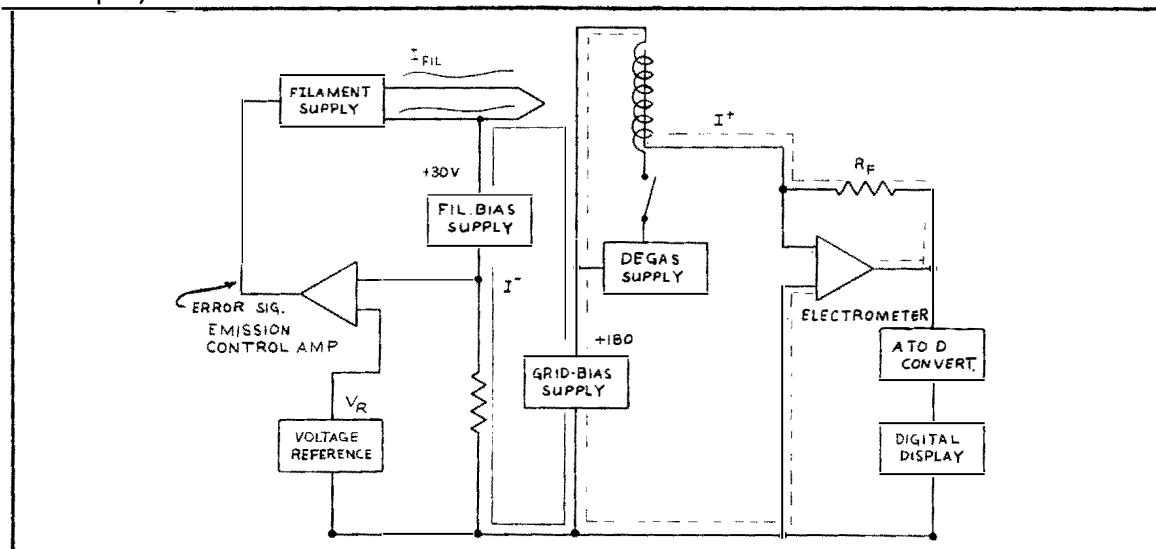 I FIL
FILAMENT
SUPPLY
I+
RF
+30V
FIL. BIAS
SUPPLY
DEGAS
SUPPLY
I-
ERROR SIG.
EMISSION
CONTROL AMP
ELECTROMETER
+180
A TO D
CONVERT.
GRID-BIAS
SUPPLY
VR
VOLTAGE
REFERENCE
DIGITAL
DISPLAY